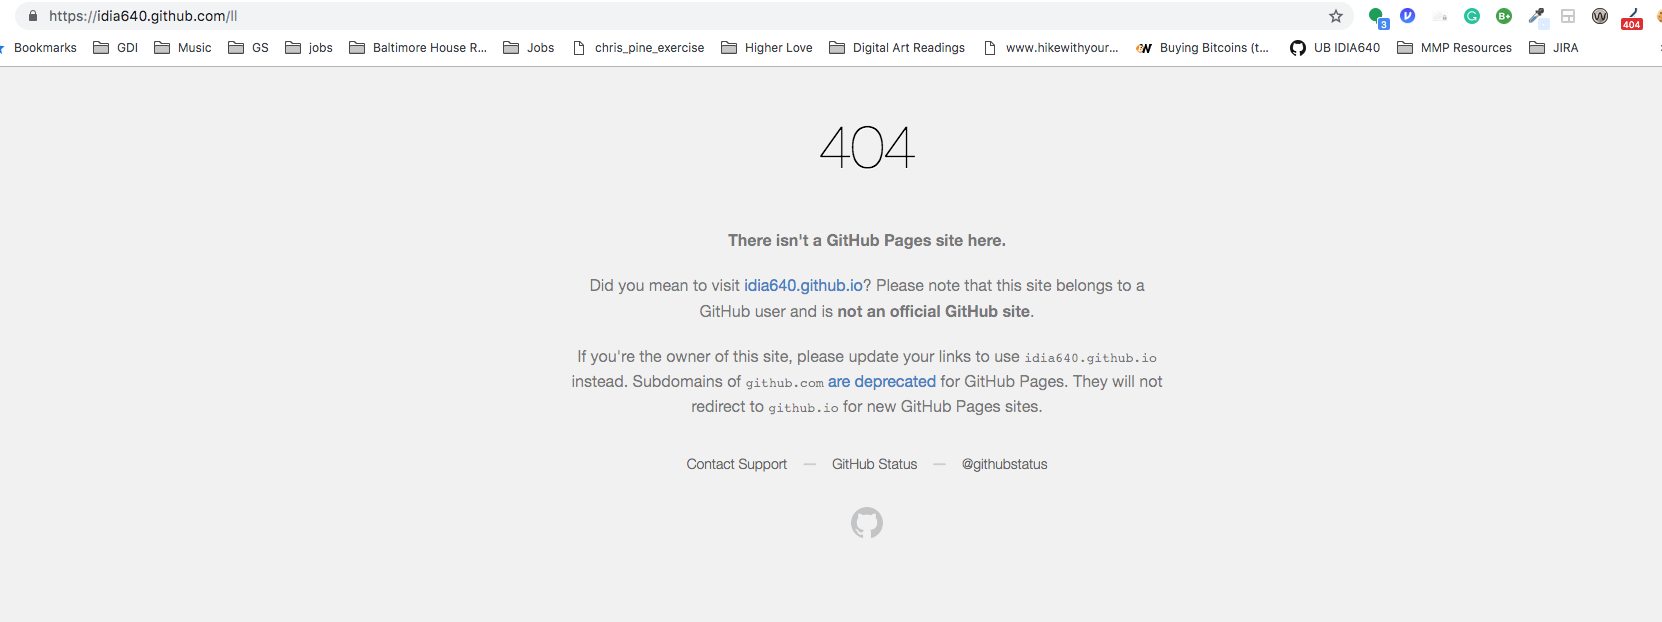 https://idia640.github.com/ll
3
404
Bookmarks GDI Music GS jobs Baltimore House R... Jobs chris_pine_exercise Higher Love Digital Art Readings www.hikewithyour... Buying Bitcoins (t... UB IDIA640 MMP Resources JIRA
404
There isn't a GitHub Pages site here.
Did you mean to visit idia640.github.io? Please note that this site belongs to a
GitHub user and is not an official GitHub site.
If you're the owner of this site, please update your links to use idia640.github.io
instead. Subdomains of github.com are deprecated for GitHub Pages. They will not
redirect to github.io for new GitHub Pages sites.
Contact Support — GitHub Status — @githubstatus